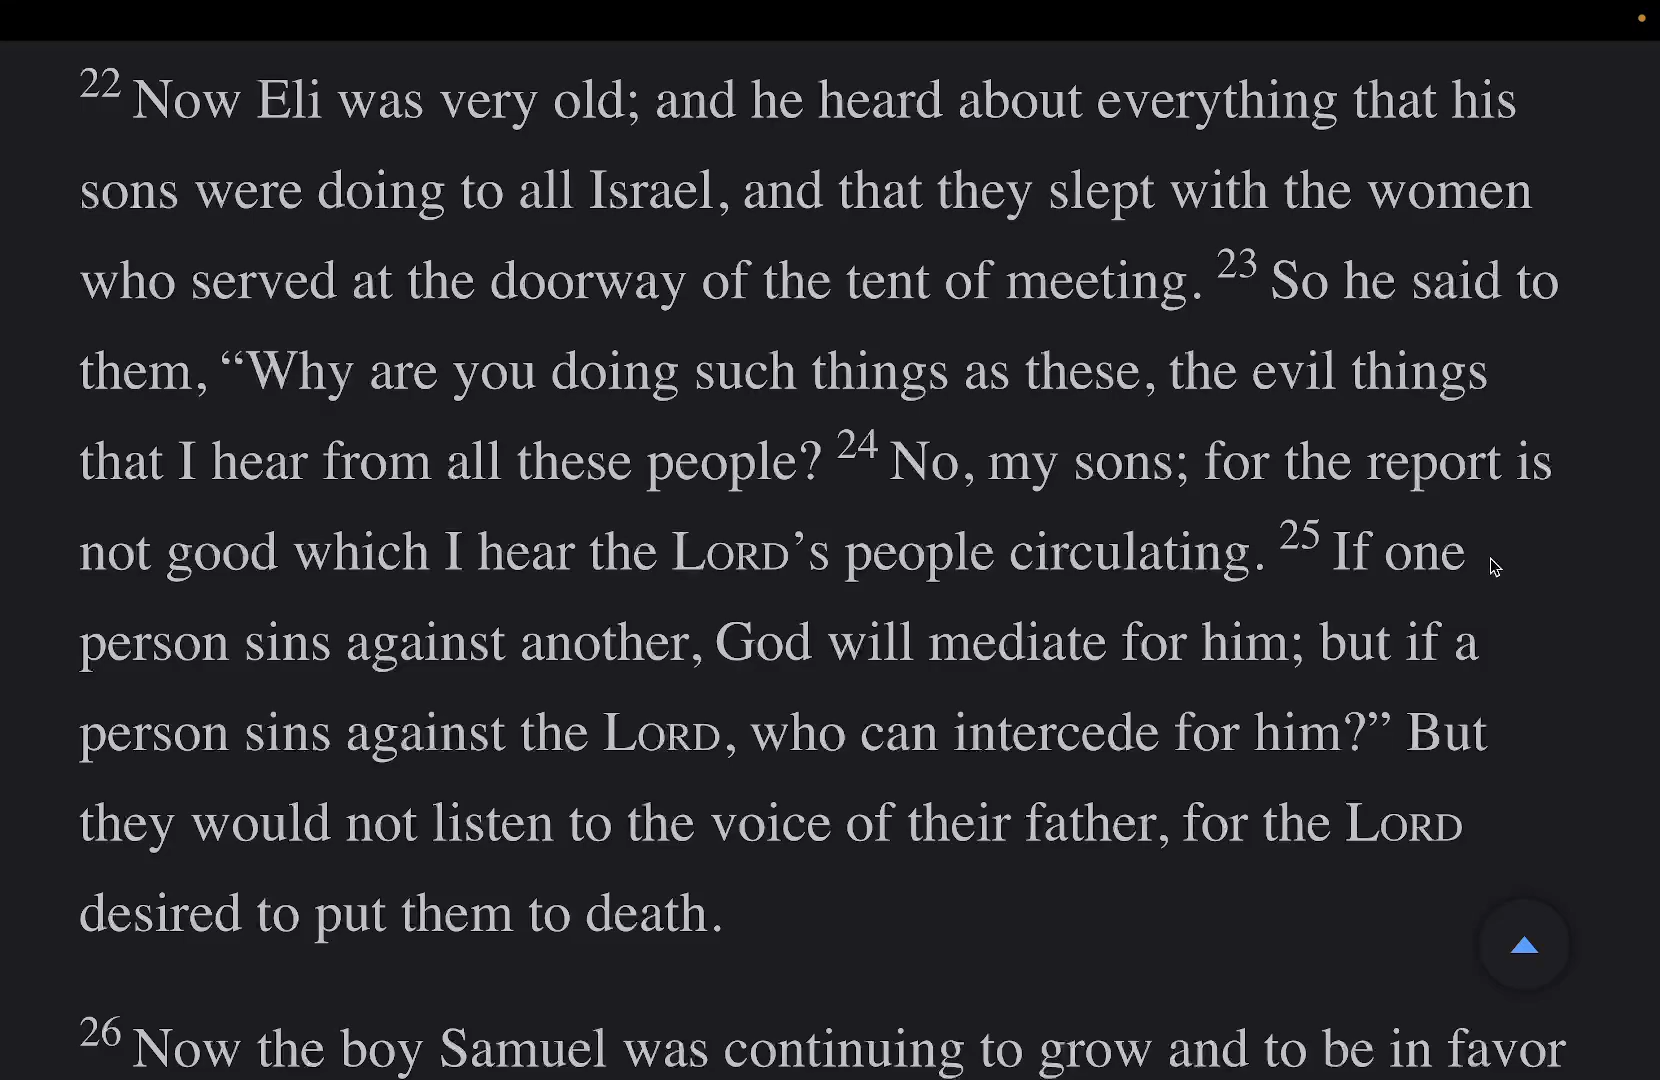 22 Now Eli was very old; and he heard about everything that his
sons were doing to all Israel, and that they slept with the women
who served at the doorway of the tent of meeting. 23 So he said to
them, “Why are you doing such things as these, the evil things
that I hear from all these people? 24 No, my sons; for the report is
not good which I hear the LORD’S people circulating. 25 If one
person sins against another, God will mediate for him; but if a
person sins against the LORD, who can intercede for him?” But
they would not listen to the voice of their father, for the LORD
desired to put them to death.
26 Now the boy Samuel was continuing to grow and to be in favor